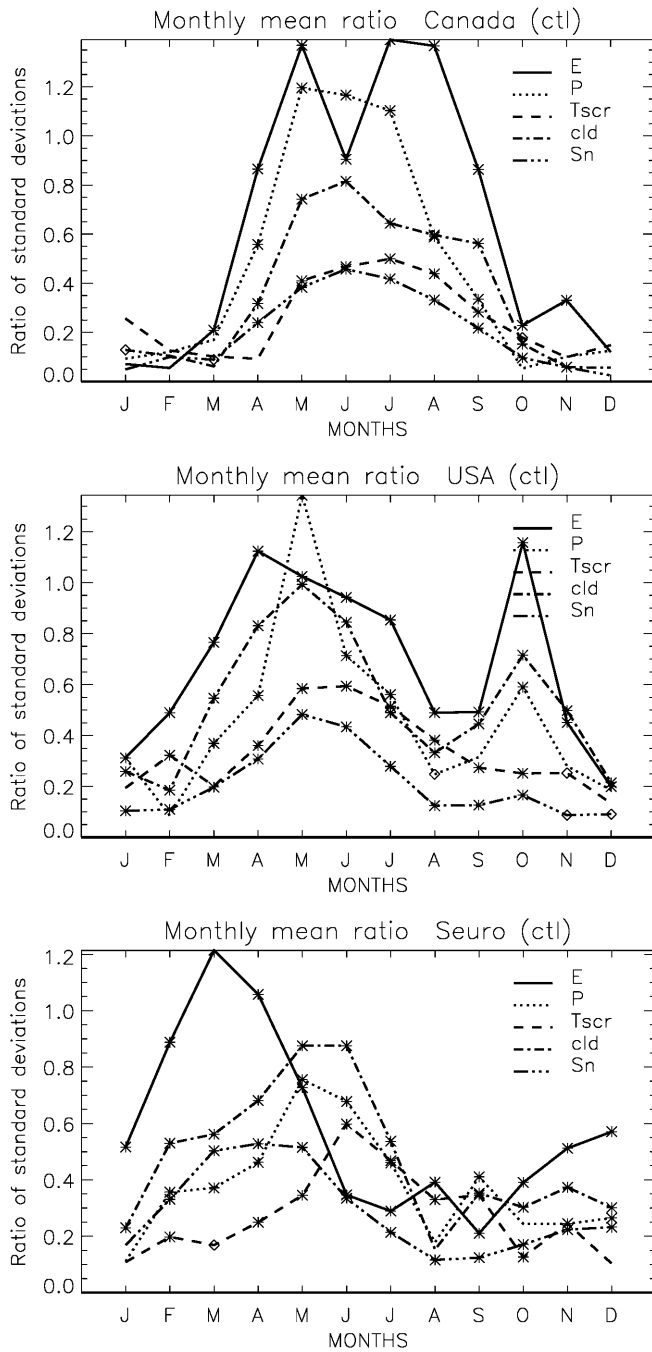 Monthly mean ratio Canada (ctl)
Ratio of standard deviations
1.2
1.0
0.8
0.6
0.4
0.2
0.0
E
P
Tscr
cld
Sn
J F M A M J J A S O N D
MONTHS
Monthly mean ratio USA (ctl)
Ratio of standard deviations
1.2
1.0
0.8
0.6
0.4
0.2
0.0
E
P
Tscr
cld
Sn
J F M A M J J A S O N D
MONTHS
Monthly mean ratio Seuro (ctl)
Ratio of standard deviations
1.2
1.0
0.8
0.6
0.4
0.2
0.0
E
P
Tscr
cld
Sn
J F M A M J J A S O N D
MONTHS